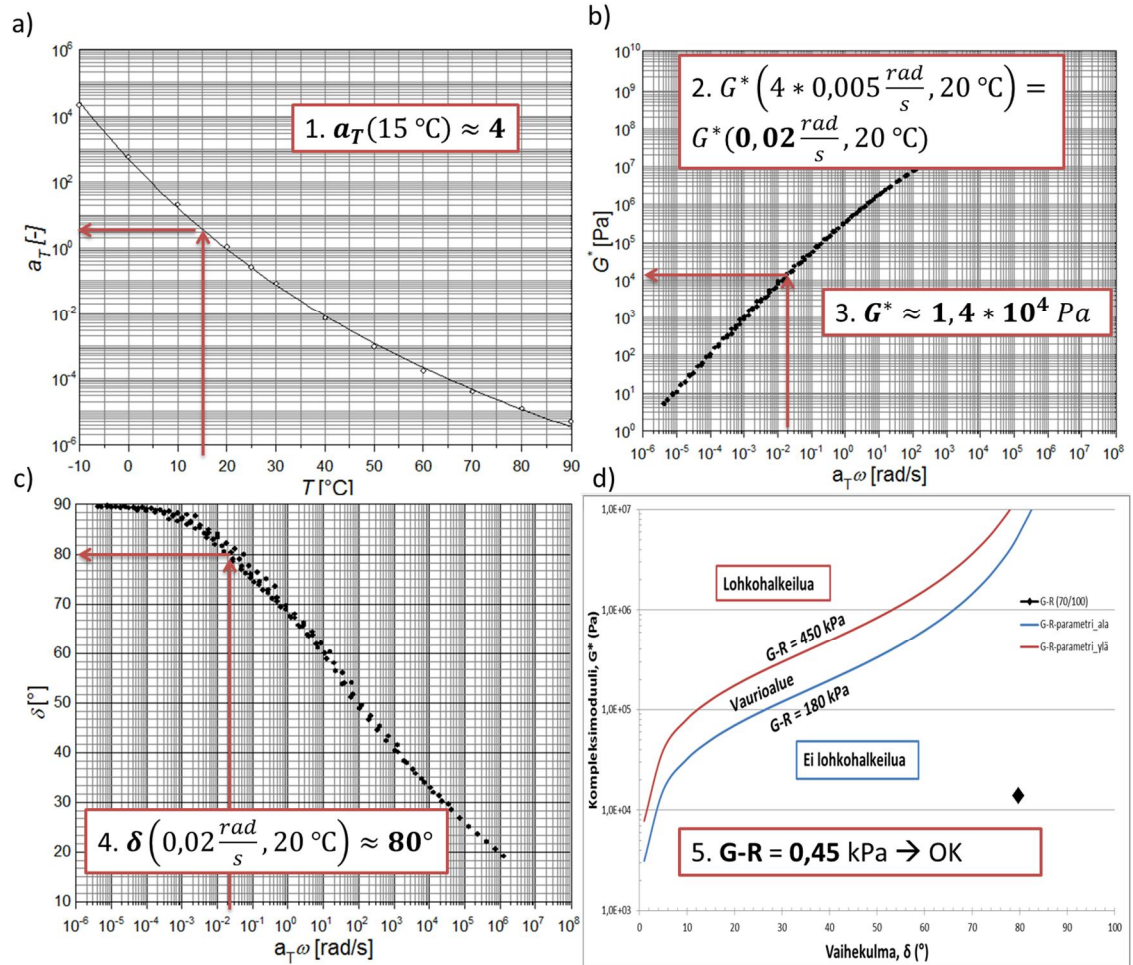 a)
10^6
10^4
10^2
10^0
10^-2
10^-4
10^-6
a_T [-]
1. a_T(15 °C) ≈ 4
-10 0 10 20 30 40 50 60 70 80 90
T [°C]
b)
10^10
10^9
10^8
10^7
10^6
10^5
10^4
10^3
10^2
10^1
10^0
G* [Pa]
2. G* (4 * 0,005 rad/s, 20 °C) =
G*(0,02 rad/s, 20 °C)
3. G* ≈ 1,4 * 10^4 Pa
10^-6 10^-5 10^-4 10^-3 10^-2 10^-1 10^0 10^1 10^2 10^3 10^4 10^5 10^6 10^7 10^8
a_Tω [rad/s]
c)
90
80
70
60
50
40
30
20
10
δ [°]
4. δ (0,02 rad/s, 20 °C) ≈ 80°
10^-6 10^-5 10^-4 10^-3 10^-2 10^-1 10^0 10^1 10^2 10^3 10^4 10^5 10^6 10^7 10^8
a_Tω [rad/s]
d)
1,0E+07
1,0E+06
1,0E+05
1,0E+04
1,0E+03
Kompleksimoduuli, G* (Pa)
Lohkohalkeilua
G-R = 450 kPa
Vaurioalue
G-R = 180 kPa
Ei lohkohalkeilua
G-R (70/100)
G-R-parametri_ala
G-R-parametri_ylä
5. G-R = 0,45 kPa → OK
0 10 20 30 40 50 60 70 80 90 100
Vaihekulma, δ (°)